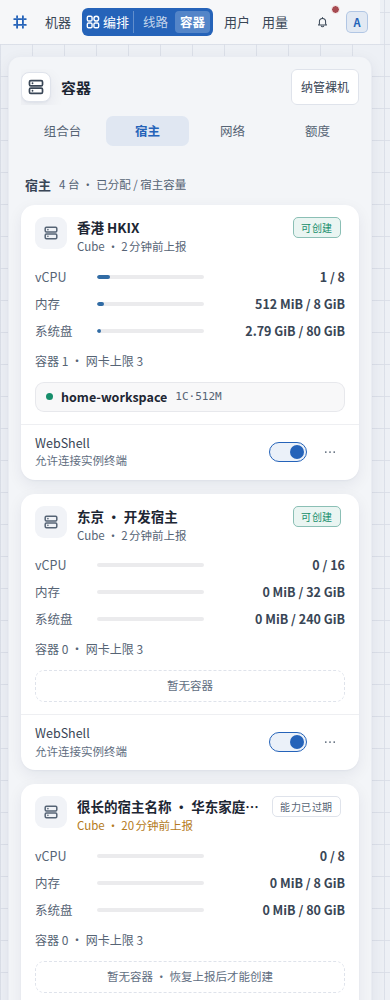 机器 编排 线路 容器 用户 用量 A
容器 纳管裸机
组合台 宿主 网络 额度
宿主 4 台 · 已分配 / 宿主容量
香港 HKIX 可创建
Cube · 2分钟前上报
vCPU 1 / 8
内存 512 MiB / 8 GiB
系统盘 2.79 GiB / 80 GiB
容器 1 · 网卡上限 3
home-workspace 1C·512M
WebShell
允许连接实例终端 ...
东京 · 开发宿主 可创建
Cube · 2分钟前上报
vCPU 0 / 16
内存 0 MiB / 32 GiB
系统盘 0 MiB / 240 GiB
容器 0 · 网卡上限 3
暂无容器
WebShell
允许连接实例终端 ...
很长的宿主名称 · 华东家庭… 能力已过期
Cube · 20分钟前上报
vCPU 0 / 8
内存 0 MiB / 8 GiB
系统盘 0 MiB / 80 GiB
容器 0 · 网卡上限 3
暂无容器 · 恢复上报后才能创建